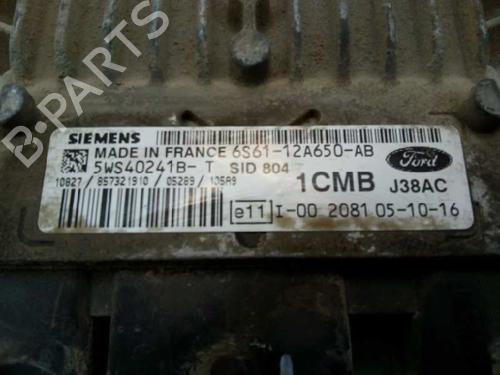 B-PARTS
SIEMENS
MADE IN FRANCE 6S61-12A650-AB
5WS40241B- T SID 804
Ford
10827 / 857321910 / 05289 / 105A9
1CMB J38AC
e11 I-00 2081 05-10-16